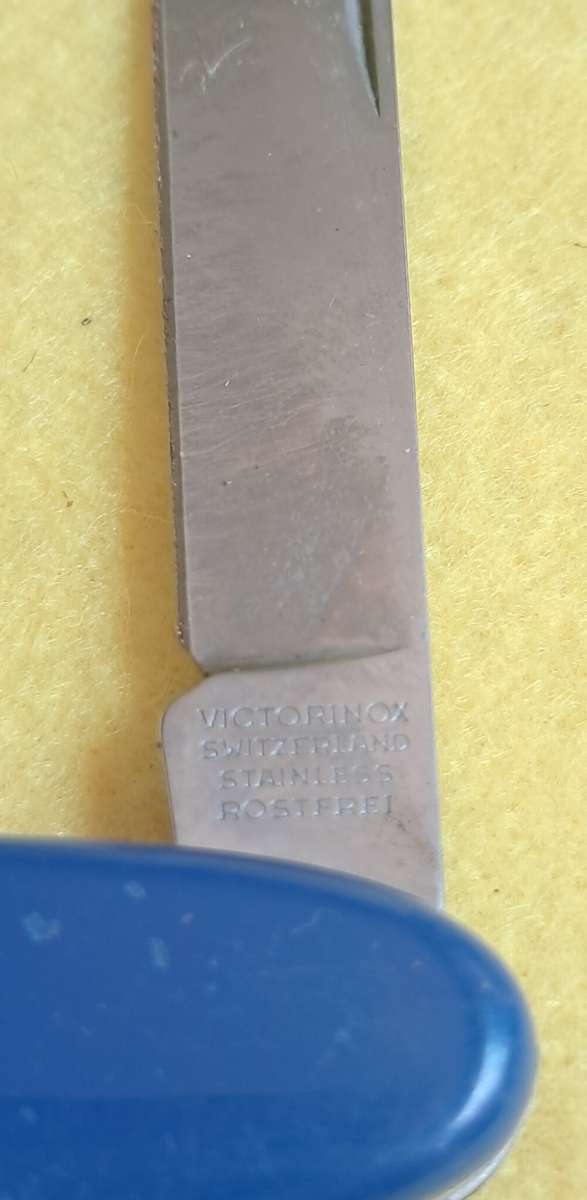 VICTORINOX
SWITZERLAND
STAINLESS
ROSTFREI